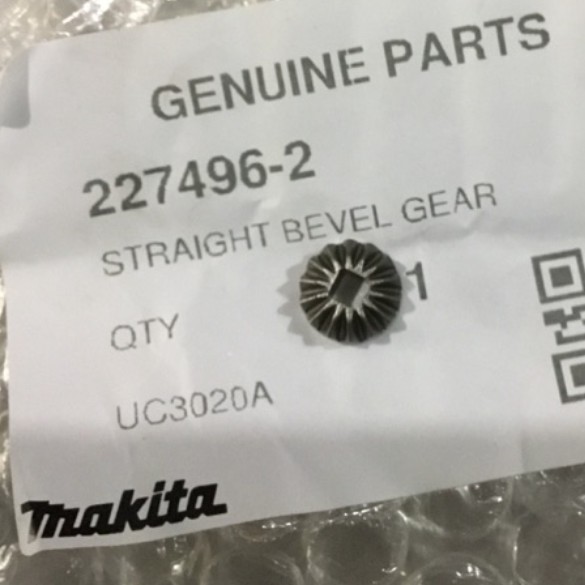 GENUINE PARTS
227496-2
STRAIGHT BEVEL GEAR
QTY 1
UC3020A
makita